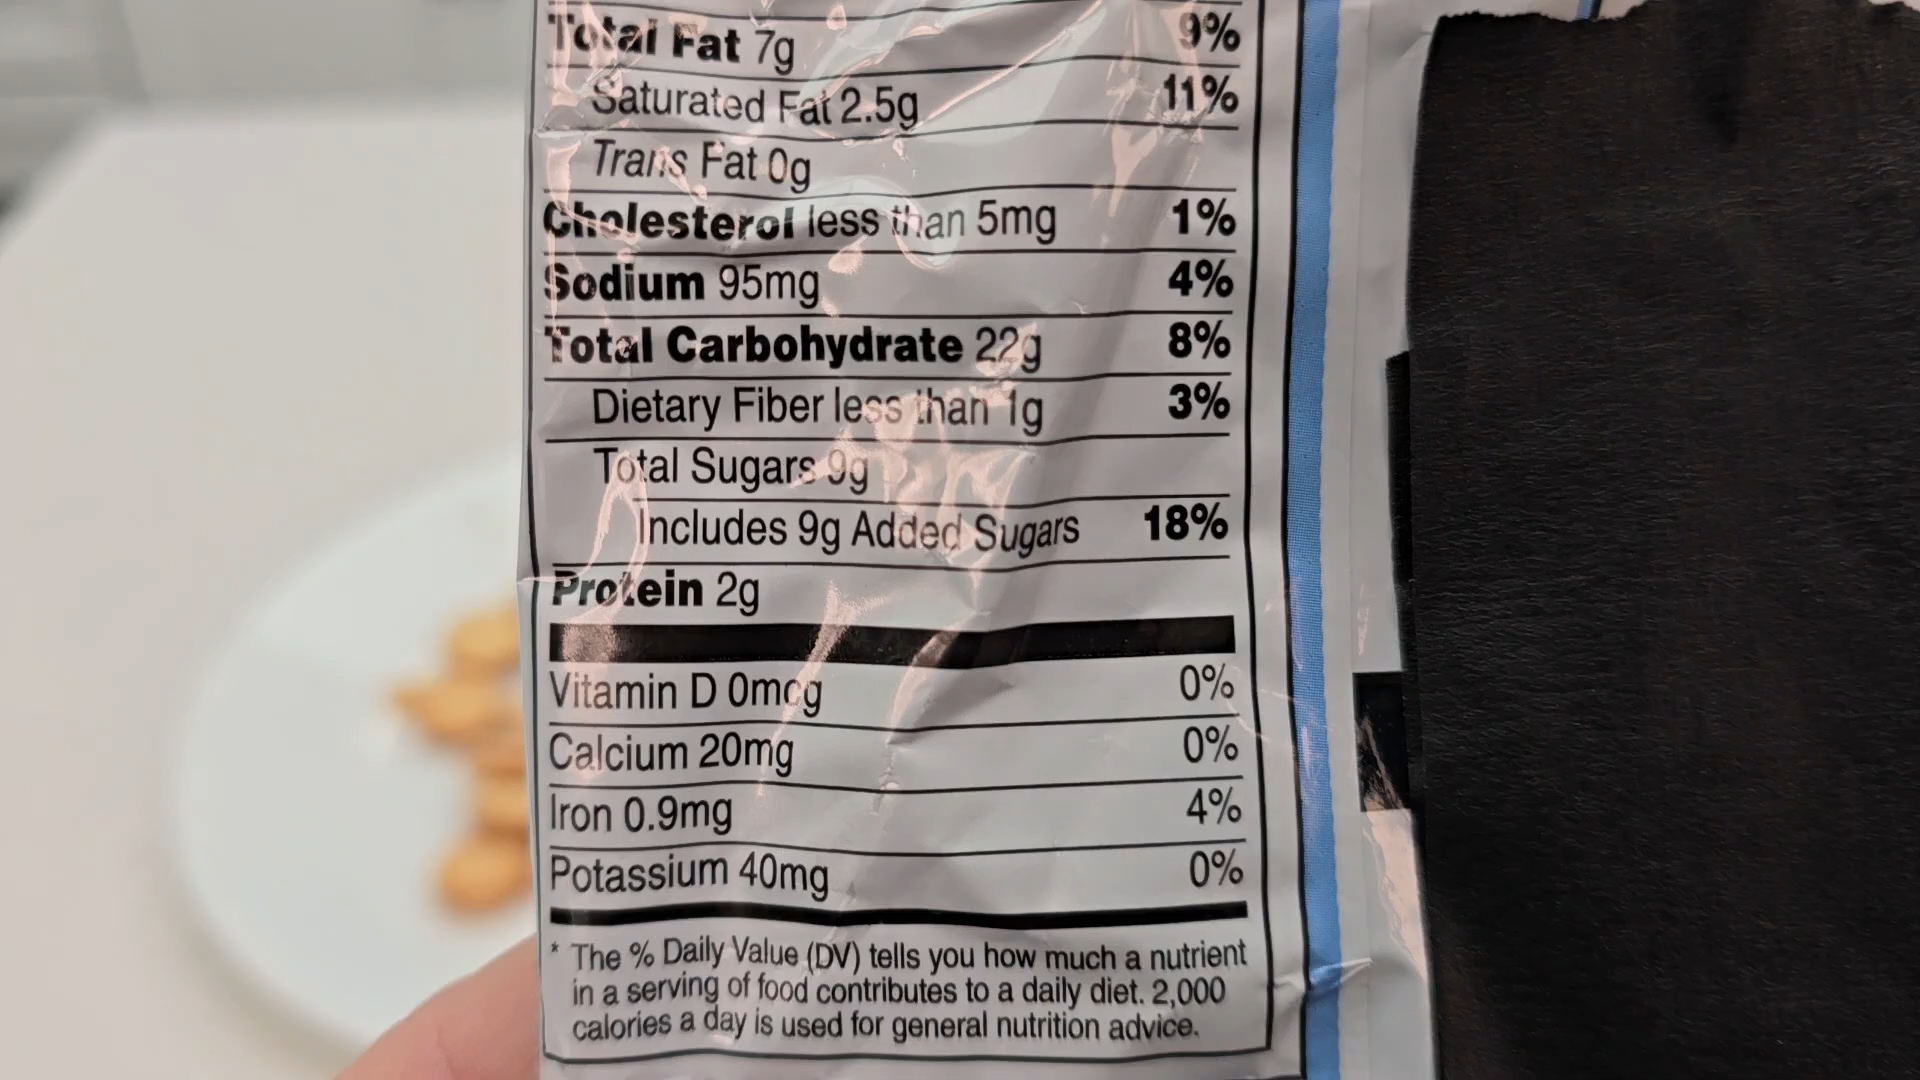 Total Fat 7g 9%
Saturated Fat 2.5g 11%
Trans Fat 0g
Cholesterol less than 5mg 1%
Sodium 95mg 4%
Total Carbohydrate 22g 8%
Dietary Fiber less than 1g 3%
Total Sugars 9g
Includes 9g Added Sugars 18%
Protein 2g
Vitamin D 0mcg 0%
Calcium 20mg 0%
Iron 0.9mg 4%
Potassium 40mg 0%
* The % Daily Value (DV) tells you how much a nutrient
in a serving of food contributes to a daily diet. 2,000
calories a day is used for general nutrition advice.